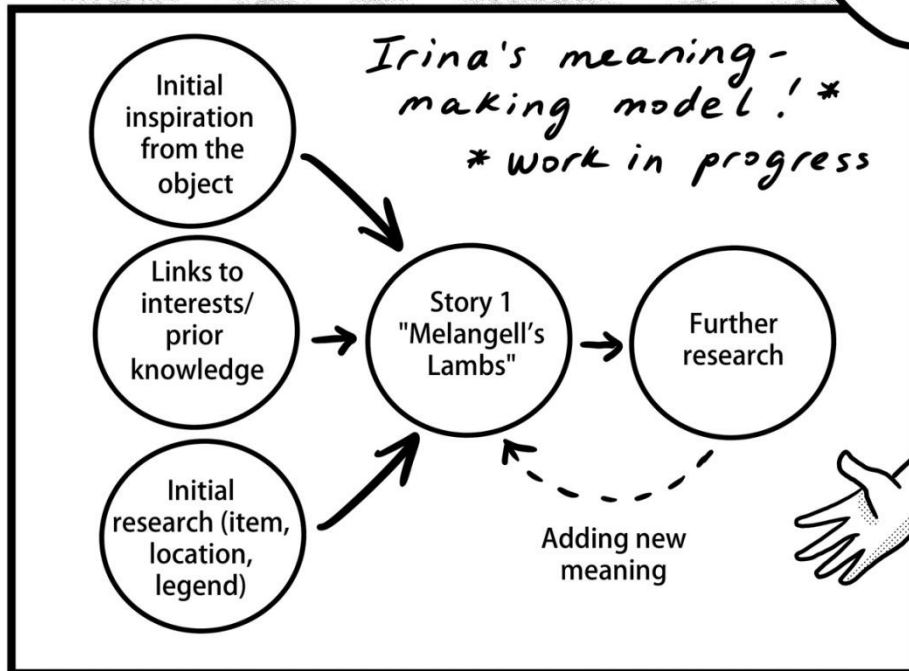 Irina's meaning-
making model! *
* work in progress
Initial
inspiration
from the
object
Links to
interests/
prior
knowledge
Initial
research (item,
location,
legend)
Story 1
"Melangell's
Lambs"
Further
research
Adding new
meaning